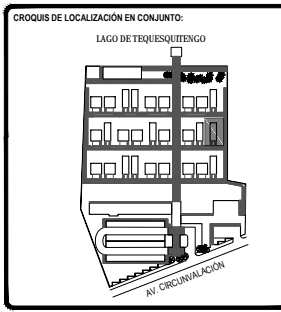 CROQUIS DE LOCALIZACIÓN EN CONJUNTO:
LAGO DE TEQUESQUITENGO
AV. CIRCUNVALACIÓN